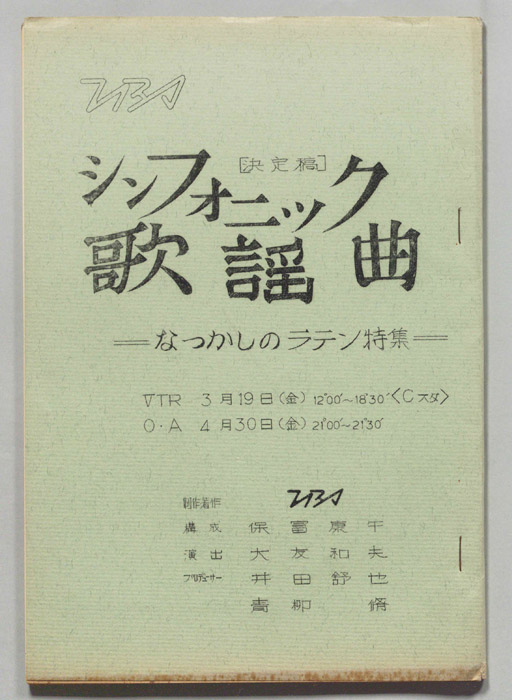 TBS
[決定稿]
シンフォニック
歌謡曲
＝なつかしのラテン特集＝
VTR 3月19日(金) 12°00′～18°30′〈Cスタ〉
O・A 4月30日(金) 21°00′～21°30′
制作著作 TBS
構成 保富康午
演出 大友和夫
プロデューサー 井田舒也
青柳脩